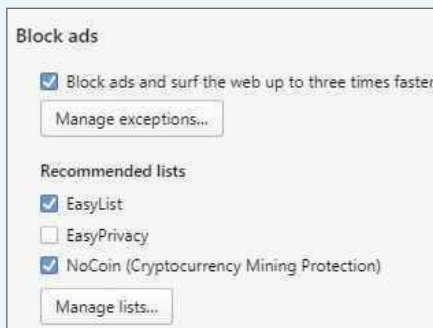 Block ads
Block ads and surf the web up to three times faster
Manage exceptions...
Recommended lists
EasyList
EasyPrivacy
NoCoin (Cryptocurrency Mining Protection)
Manage lists...